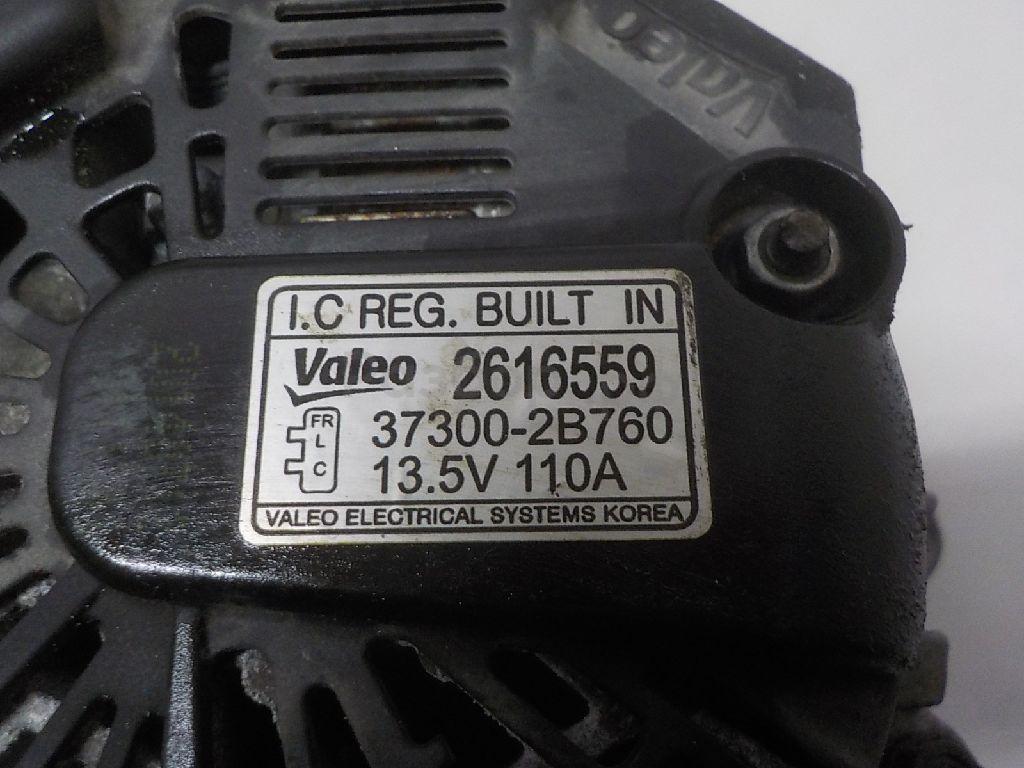 Valeo
I.C REG. BUILT IN
Valeo 2616559
FR
L
C
37300-2B760
13.5V 110A
VALEO ELECTRICAL SYSTEMS KOREA